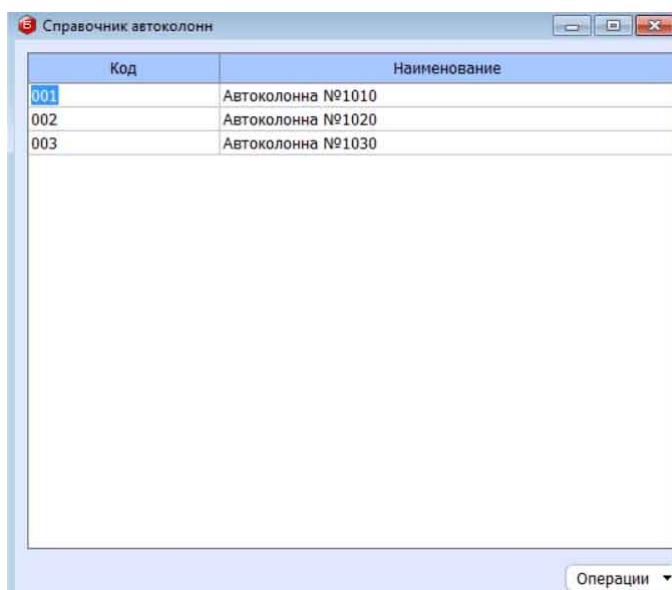 Б Справочник автоколонн
Код Наименование
001 Автоколонна №1010
002 Автоколонна №1020
003 Автоколонна №1030
Операции